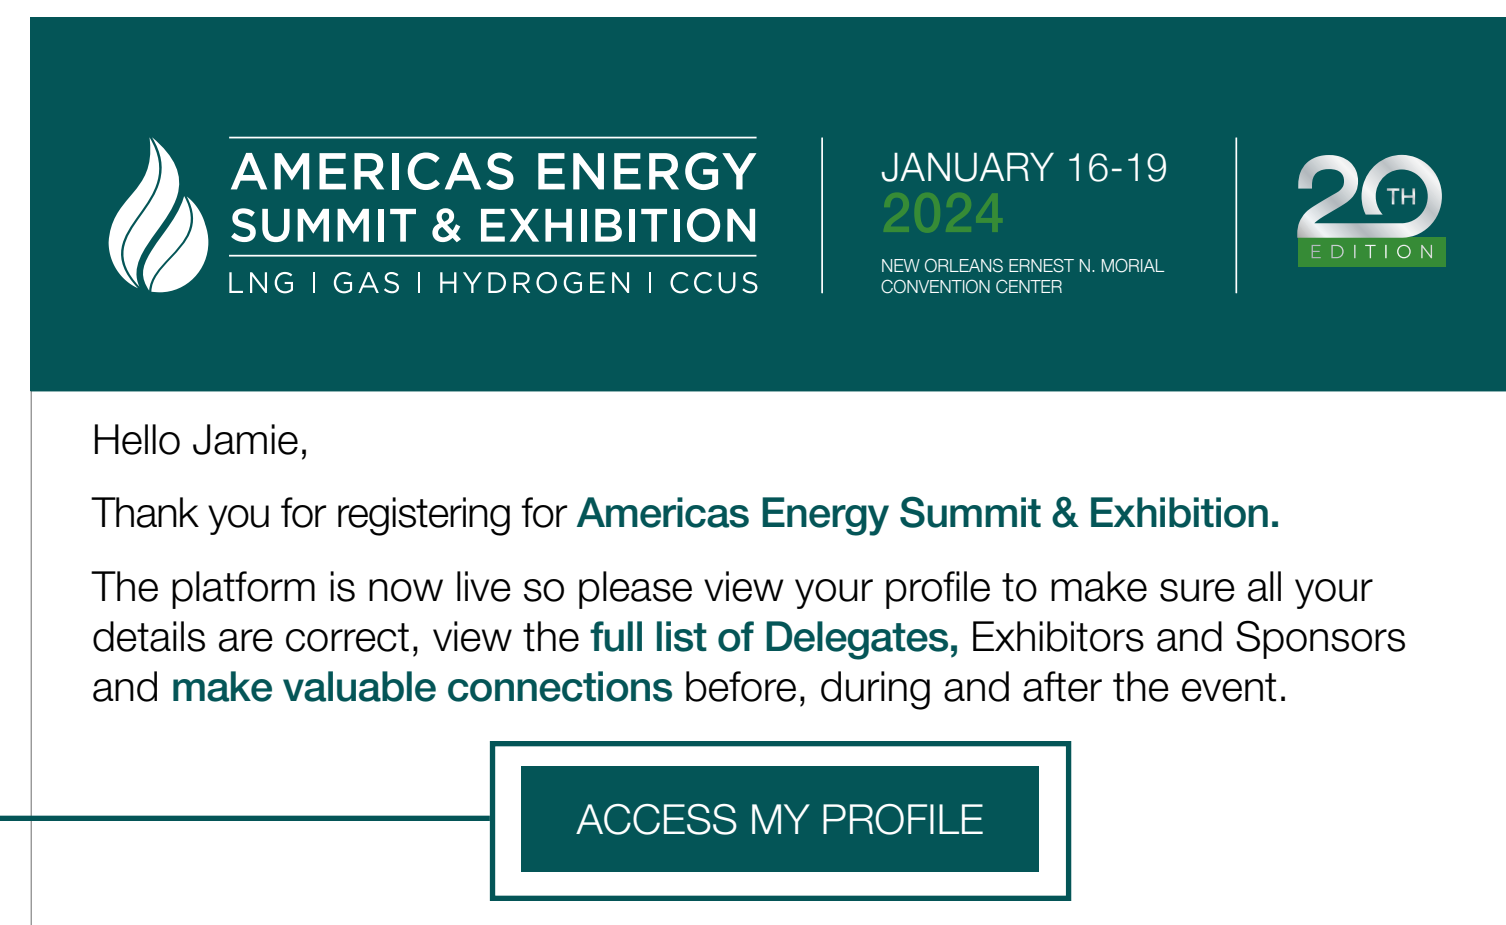 AMERICAS ENERGY
SUMMIT & EXHIBITION
LNG | GAS | HYDROGEN | CCUS
JANUARY 16-19
2024
NEW ORLEANS ERNEST N. MORIAL
CONVENTION CENTER
20TH
EDITION
Hello Jamie,
Thank you for registering for Americas Energy Summit & Exhibition.
The platform is now live so please view your profile to make sure all your
details are correct, view the full list of Delegates, Exhibitors and Sponsors
and make valuable connections before, during and after the event.
ACCESS MY PROFILE